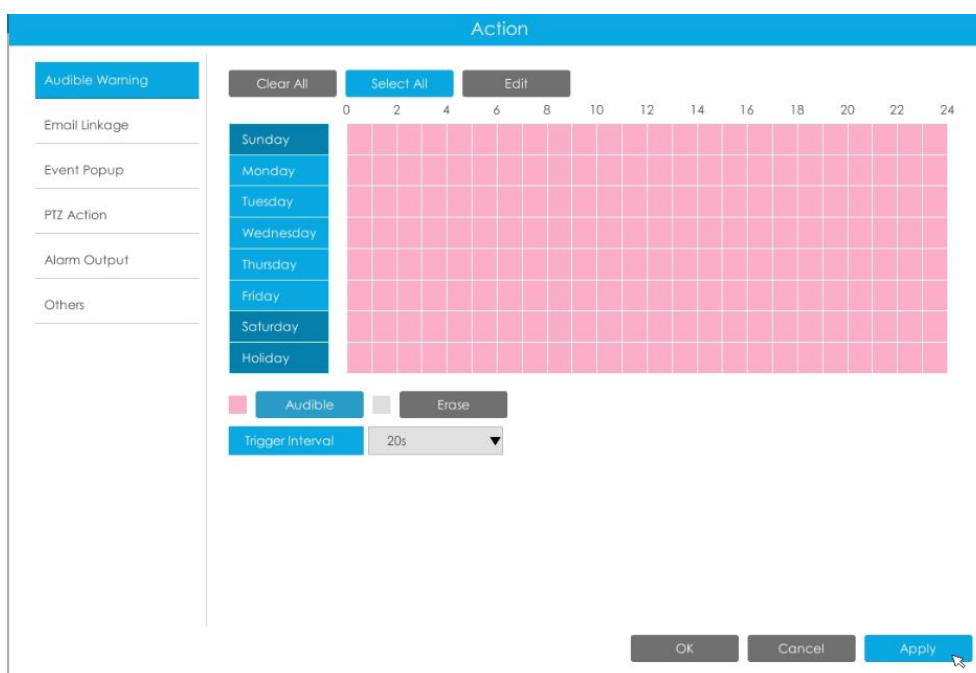 Action
Audible Warning
Email Linkage
Event Popup
PTZ Action
Alarm Output
Others
Clear All Select All Edit
0 2 4 6 8 10 12 14 16 18 20 22 24
Sunday
Monday
Tuesday
Wednesday
Thursday
Friday
Saturday
Holiday
Audible Erase
Trigger Interval 20s
OK Cancel Apply